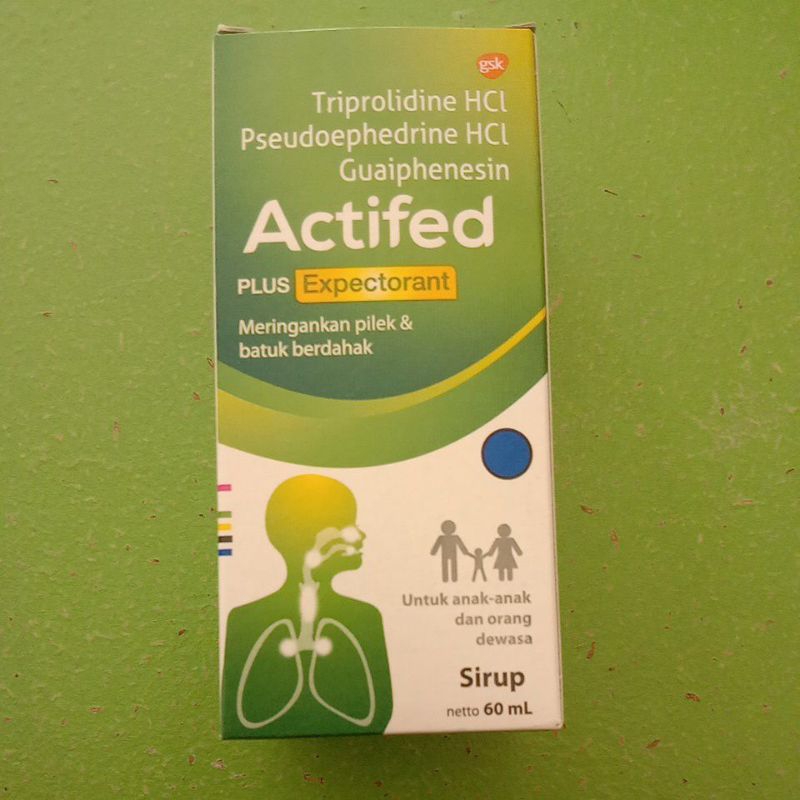 gsk
Triprolidine HCl
Pseudoephedrine HCl
Guaiphenesin
Actifed
PLUS Expectorant
Meringankan pilek &
batuk berdahak
Untuk anak-anak
dan orang
dewasa
Sirup
netto 60 mL